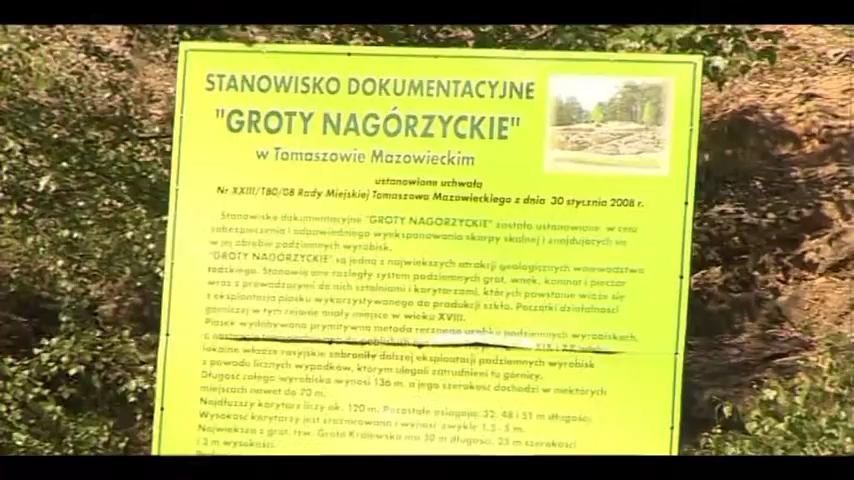 STANOWISKO DOKUMENTACYJNE
"GROTY NAGÓRZYCKIE"
w Tomaszowie Mazowieckim
ustanowione uchwałą
Nr XXIII/180/08 Rady Miejskiej Tomaszowa Mazowieckiego z dnia 30 stycznia 2008 r.
Stanowisko dokumentacyjne "GROTY NAGÓRZYCKIE" zostało ustanowione w celu
zabezpieczenia i odpowiedniego wyeksponowania skarpy skalnej i znajdujących się
w jej obrębie podziemnych wyrobisk.
"GROTY NAGÓRZYCKIE" są jedną z największych atrakcji geologicznych województwa
łódzkiego. Stanowią one rozległy system podziemnych grot, wnęk, komnat i pieczar
wraz z prowadzącymi do nich sztolniami i korytarzami, których powstanie wiąże się
z eksploatacją piasku wykorzystywanego do produkcji szkła. Początki działalności
górniczej w tym rejonie miały miejsce w wieku XVIII.
Piasek wydobywano prymitywną metodą ręcznego urobku w podziemnych wyrobiskach,
lokalne władze rosyjskie zabroniły dalszej eksploatacji podziemnym wyrobiskom
z powodu licznych wypadków, którym ulegali zatrudnieni tu górnicy.
Długość całego wyrobiska wynosi 136 m, a jego szerokość dochodzi w niektórych
miejscach nawet do 70 m.
Najdłuższy korytarz liczy ok. 120 m. Pozostałe osiągają: 32, 48 i 51 m długości.
Wysokość korytarzy jest zróżnicowana i wynosi zwykle 1.5 - 5 m.
Największa z grot, tzw. Grota Królewska ma 30 m długości, 25 m szerokości
i 3 m wysokości.